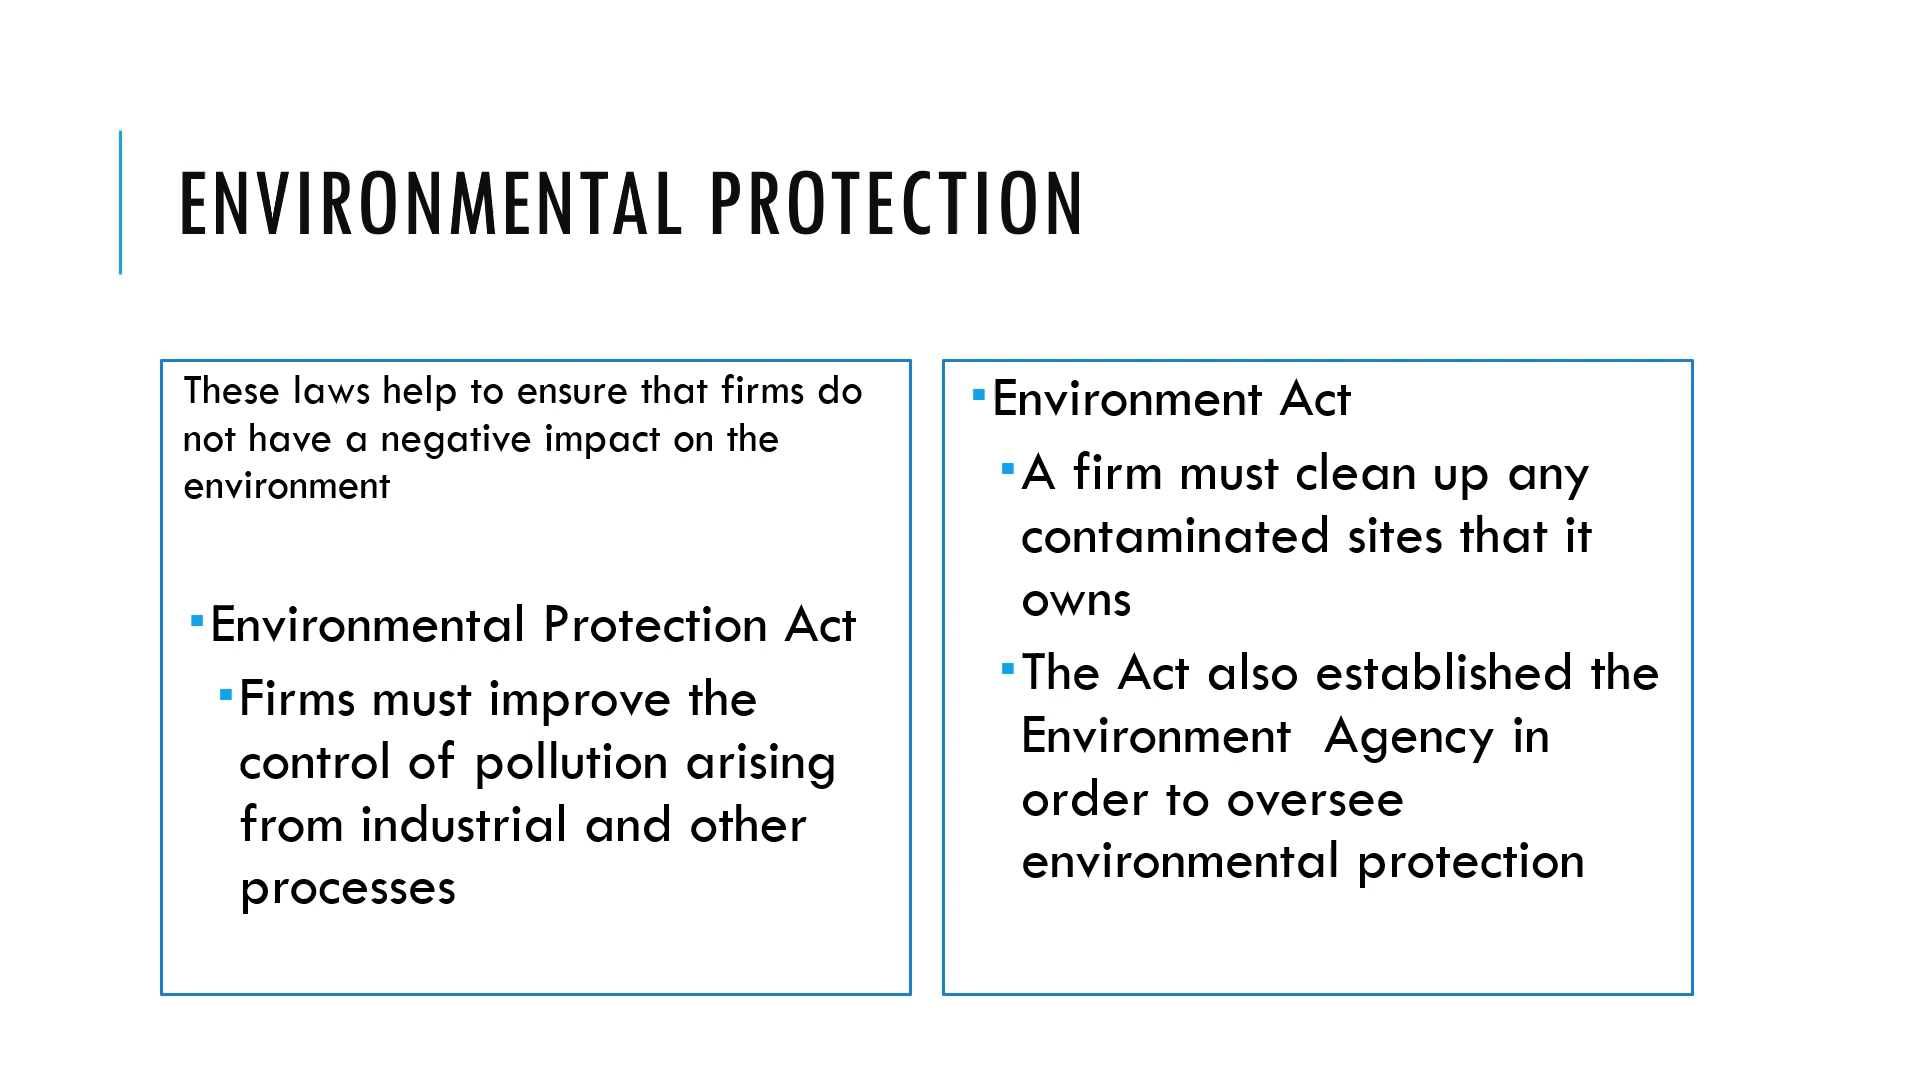 ENVIRONMENTAL PROTECTION
These laws help to ensure that firms do
not have a negative impact on the
environment
▪Environmental Protection Act
▪Firms must improve the
control of pollution arising
from industrial and other
processes
▪Environment Act
▪A firm must clean up any
contaminated sites that it
owns
▪The Act also established the
Environment  Agency in
order to oversee
environmental protection